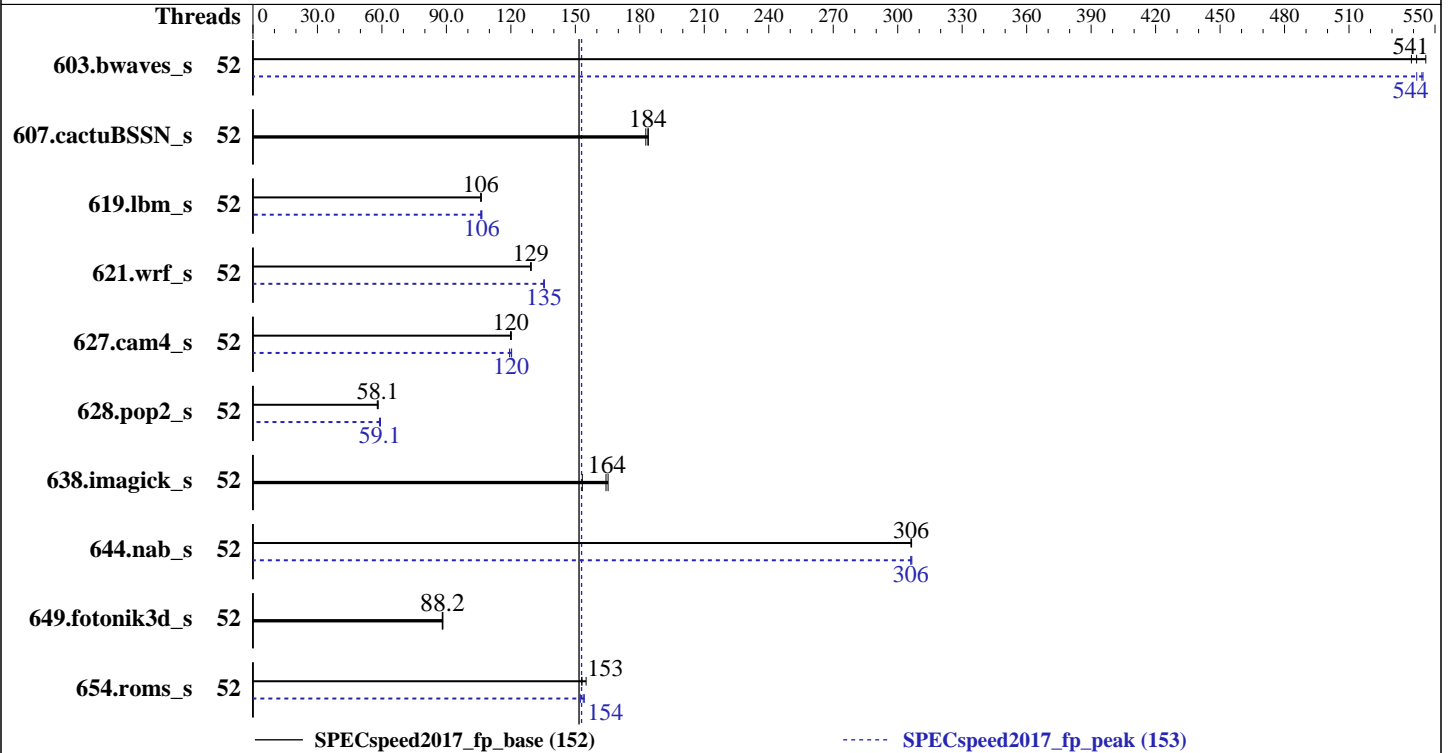 Threads 0 30.0 60.0 90.0 120 150 180 210 240 270 300 330 360 390 420 450 480 510 550
603.bwaves_s 52 541
544
607.cactuBSSN_s 52 184
619.lbm_s 52 106
106
621.wrf_s 52 129
135
627.cam4_s 52 120
120
628.pop2_s 52 58.1
59.1
638.imagick_s 52 164
644.nab_s 52 306
306
649.fotonik3d_s 52 88.2
654.roms_s 52 153
154
SPECspeed2017_fp_base (152) SPECspeed2017_fp_peak (153)